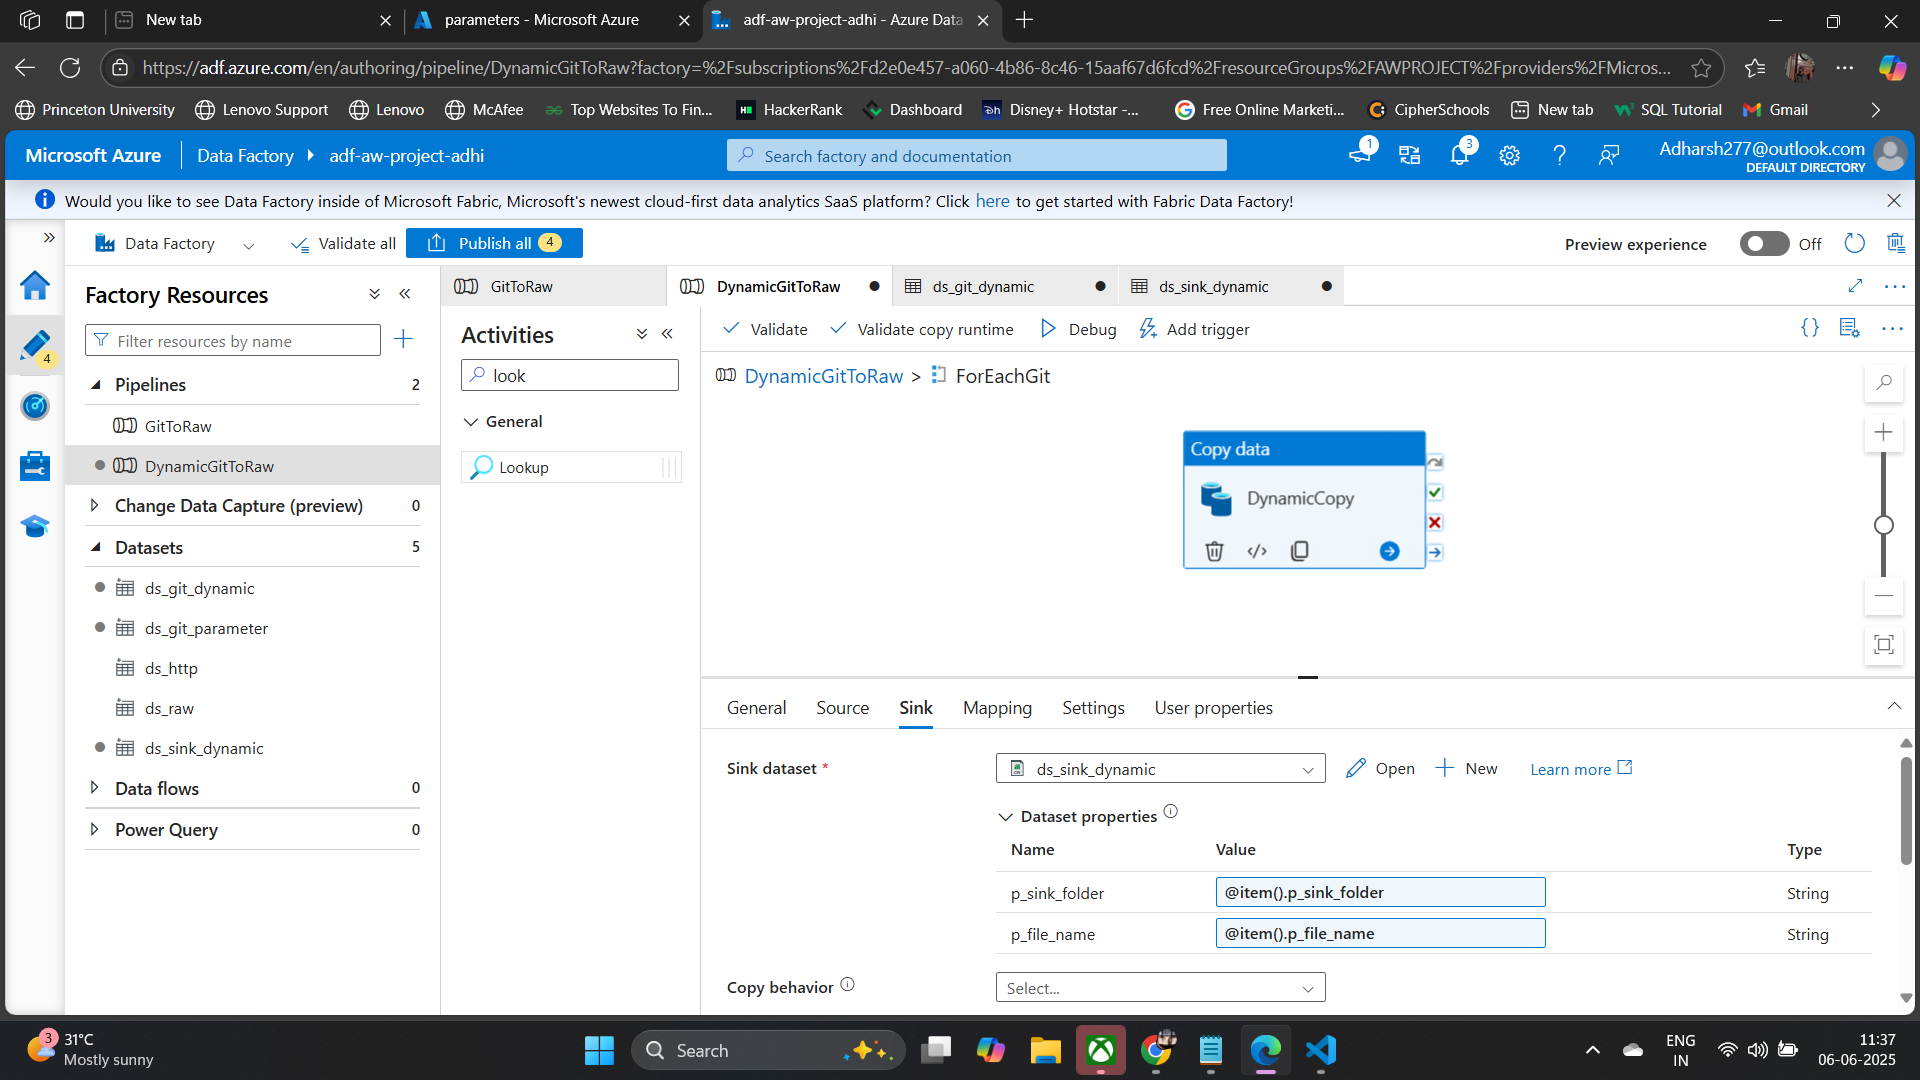 New tab
parameters - Microsoft Azure
adf-aw-project-adhi - Azure Data
https://adf.azure.com/en/authoring/pipeline/DynamicGitToRaw?factory=%2Fsubscriptions%2Fd2e0e457-a060-4b86-8c46-15aaf67d6fcd%2FresourceGroups%2FAWPROJECT%2Fproviders%2FMicros...
Princeton University
Lenovo Support
Lenovo
McAfee
Top Websites To Fin...
HackerRank
Dashboard
Disney+ Hotstar -...
Free Online Marketi...
CipherSchools
New tab
SQL Tutorial
Gmail
Microsoft Azure
Data Factory
adf-aw-project-adhi
Search factory and documentation
1
3
Adharsh277@outlook.com
DEFAULT DIRECTORY
Would you like to see Data Factory inside of Microsoft Fabric, Microsoft's newest cloud-first data analytics SaaS platform? Click here to get started with Fabric Data Factory!
Data Factory
Validate all
Publish all 4
Preview experience
Off
4
Factory Resources
Filter resources by name
Pipelines 2
GitToRaw
DynamicGitToRaw
Change Data Capture (preview) 0
Datasets 5
ds_git_dynamic
ds_git_parameter
ds_http
ds_raw
ds_sink_dynamic
Data flows 0
Power Query 0
GitToRaw
DynamicGitToRaw
ds_git_dynamic
ds_sink_dynamic
Activities
look
General
Lookup
Validate
Validate copy runtime
Debug
Add trigger
{}
DynamicGitToRaw > ForEachGit
Copy data
DynamicCopy
General
Source
Sink
Mapping
Settings
User properties
Sink dataset *
ds_sink_dynamic
Open
New
Learn more
Dataset properties
Name Value Type
p_sink_folder @item().p_sink_folder String
p_file_name @item().p_file_name String
Copy behavior
Select...
3
31°C
Mostly sunny
Search
ENG
IN
11:37
06-06-2025